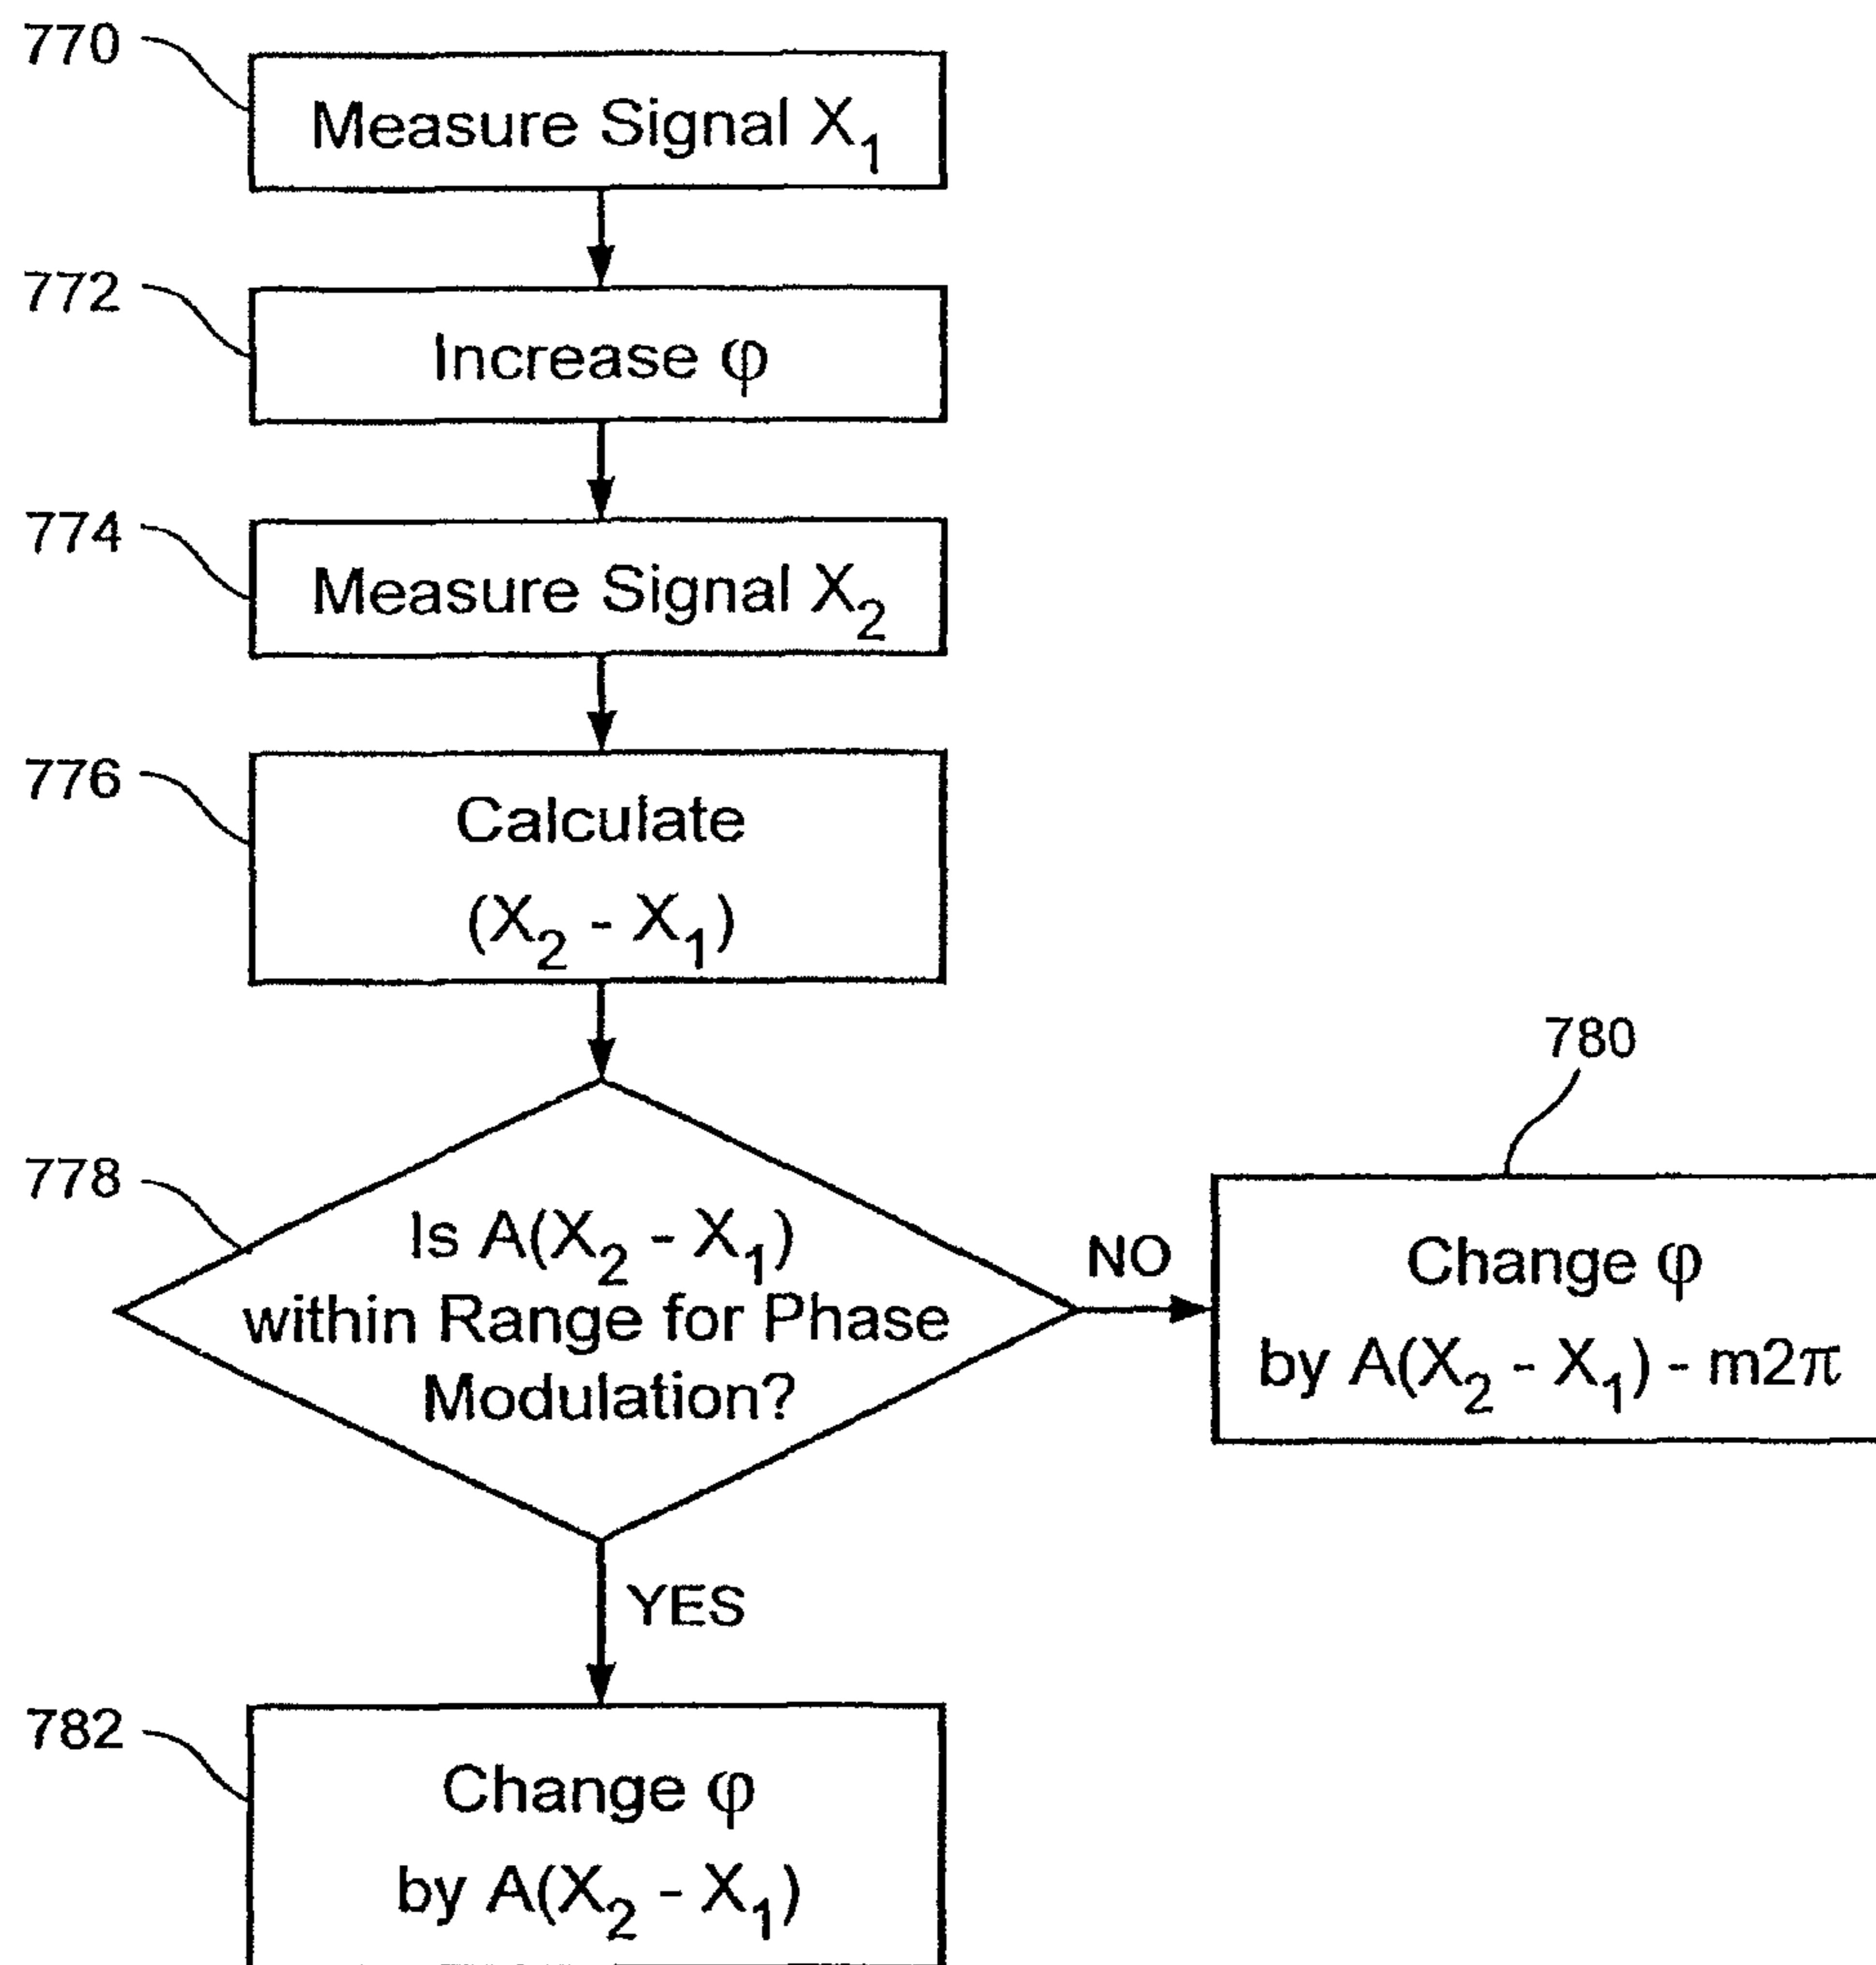 770
Measure Signal X₁
772
Increase φ
774
Measure Signal X₂
776
Calculate
(X₂ - X₁)
778
Is A(X₂ - X₁)
within Range for Phase
Modulation?
NO
780
Change φ
by A(X₂ - X₁) - m2π
YES
782
Change φ
by A(X₂ - X₁)